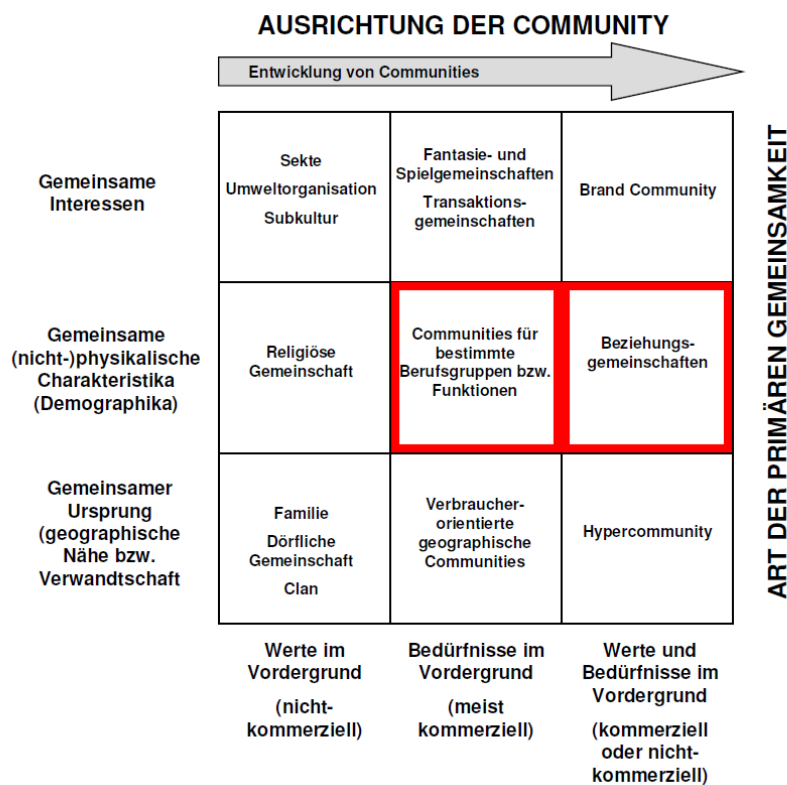 AUSRICHTUNG DER COMMUNITY
Entwicklung von Communities
Gemeinsame
Interessen
Sekte
Umweltorganisation
Subkultur
Fantasie- und
Spielgemeinschaften
Transaktions-
gemeinschaften
Brand Community
Gemeinsame
(nicht-)physikalische
Charakteristika
(Demographika)
Religiöse
Gemeinschaft
Communities für
bestimmte
Berufsgruppen bzw.
Funktionen
Beziehungs-
gemeinschaften
Gemeinsamer
Ursprung
(geographische
Nähe bzw.
Verwandtschaft
Familie
Dörfliche
Gemeinschaft
Clan
Verbraucher-
orientierte
geographische
Communities
Hypercommunity
Werte im
Vordergrund
(nicht-
kommerziell)
Bedürfnisse im
Vordergrund
(meist
kommerziell)
Werte und
Bedürfnisse im
Vordergrund
(kommerziell
oder nicht-
kommerziell)
ART DER PRIMÄREN GEMEINSAMKEIT